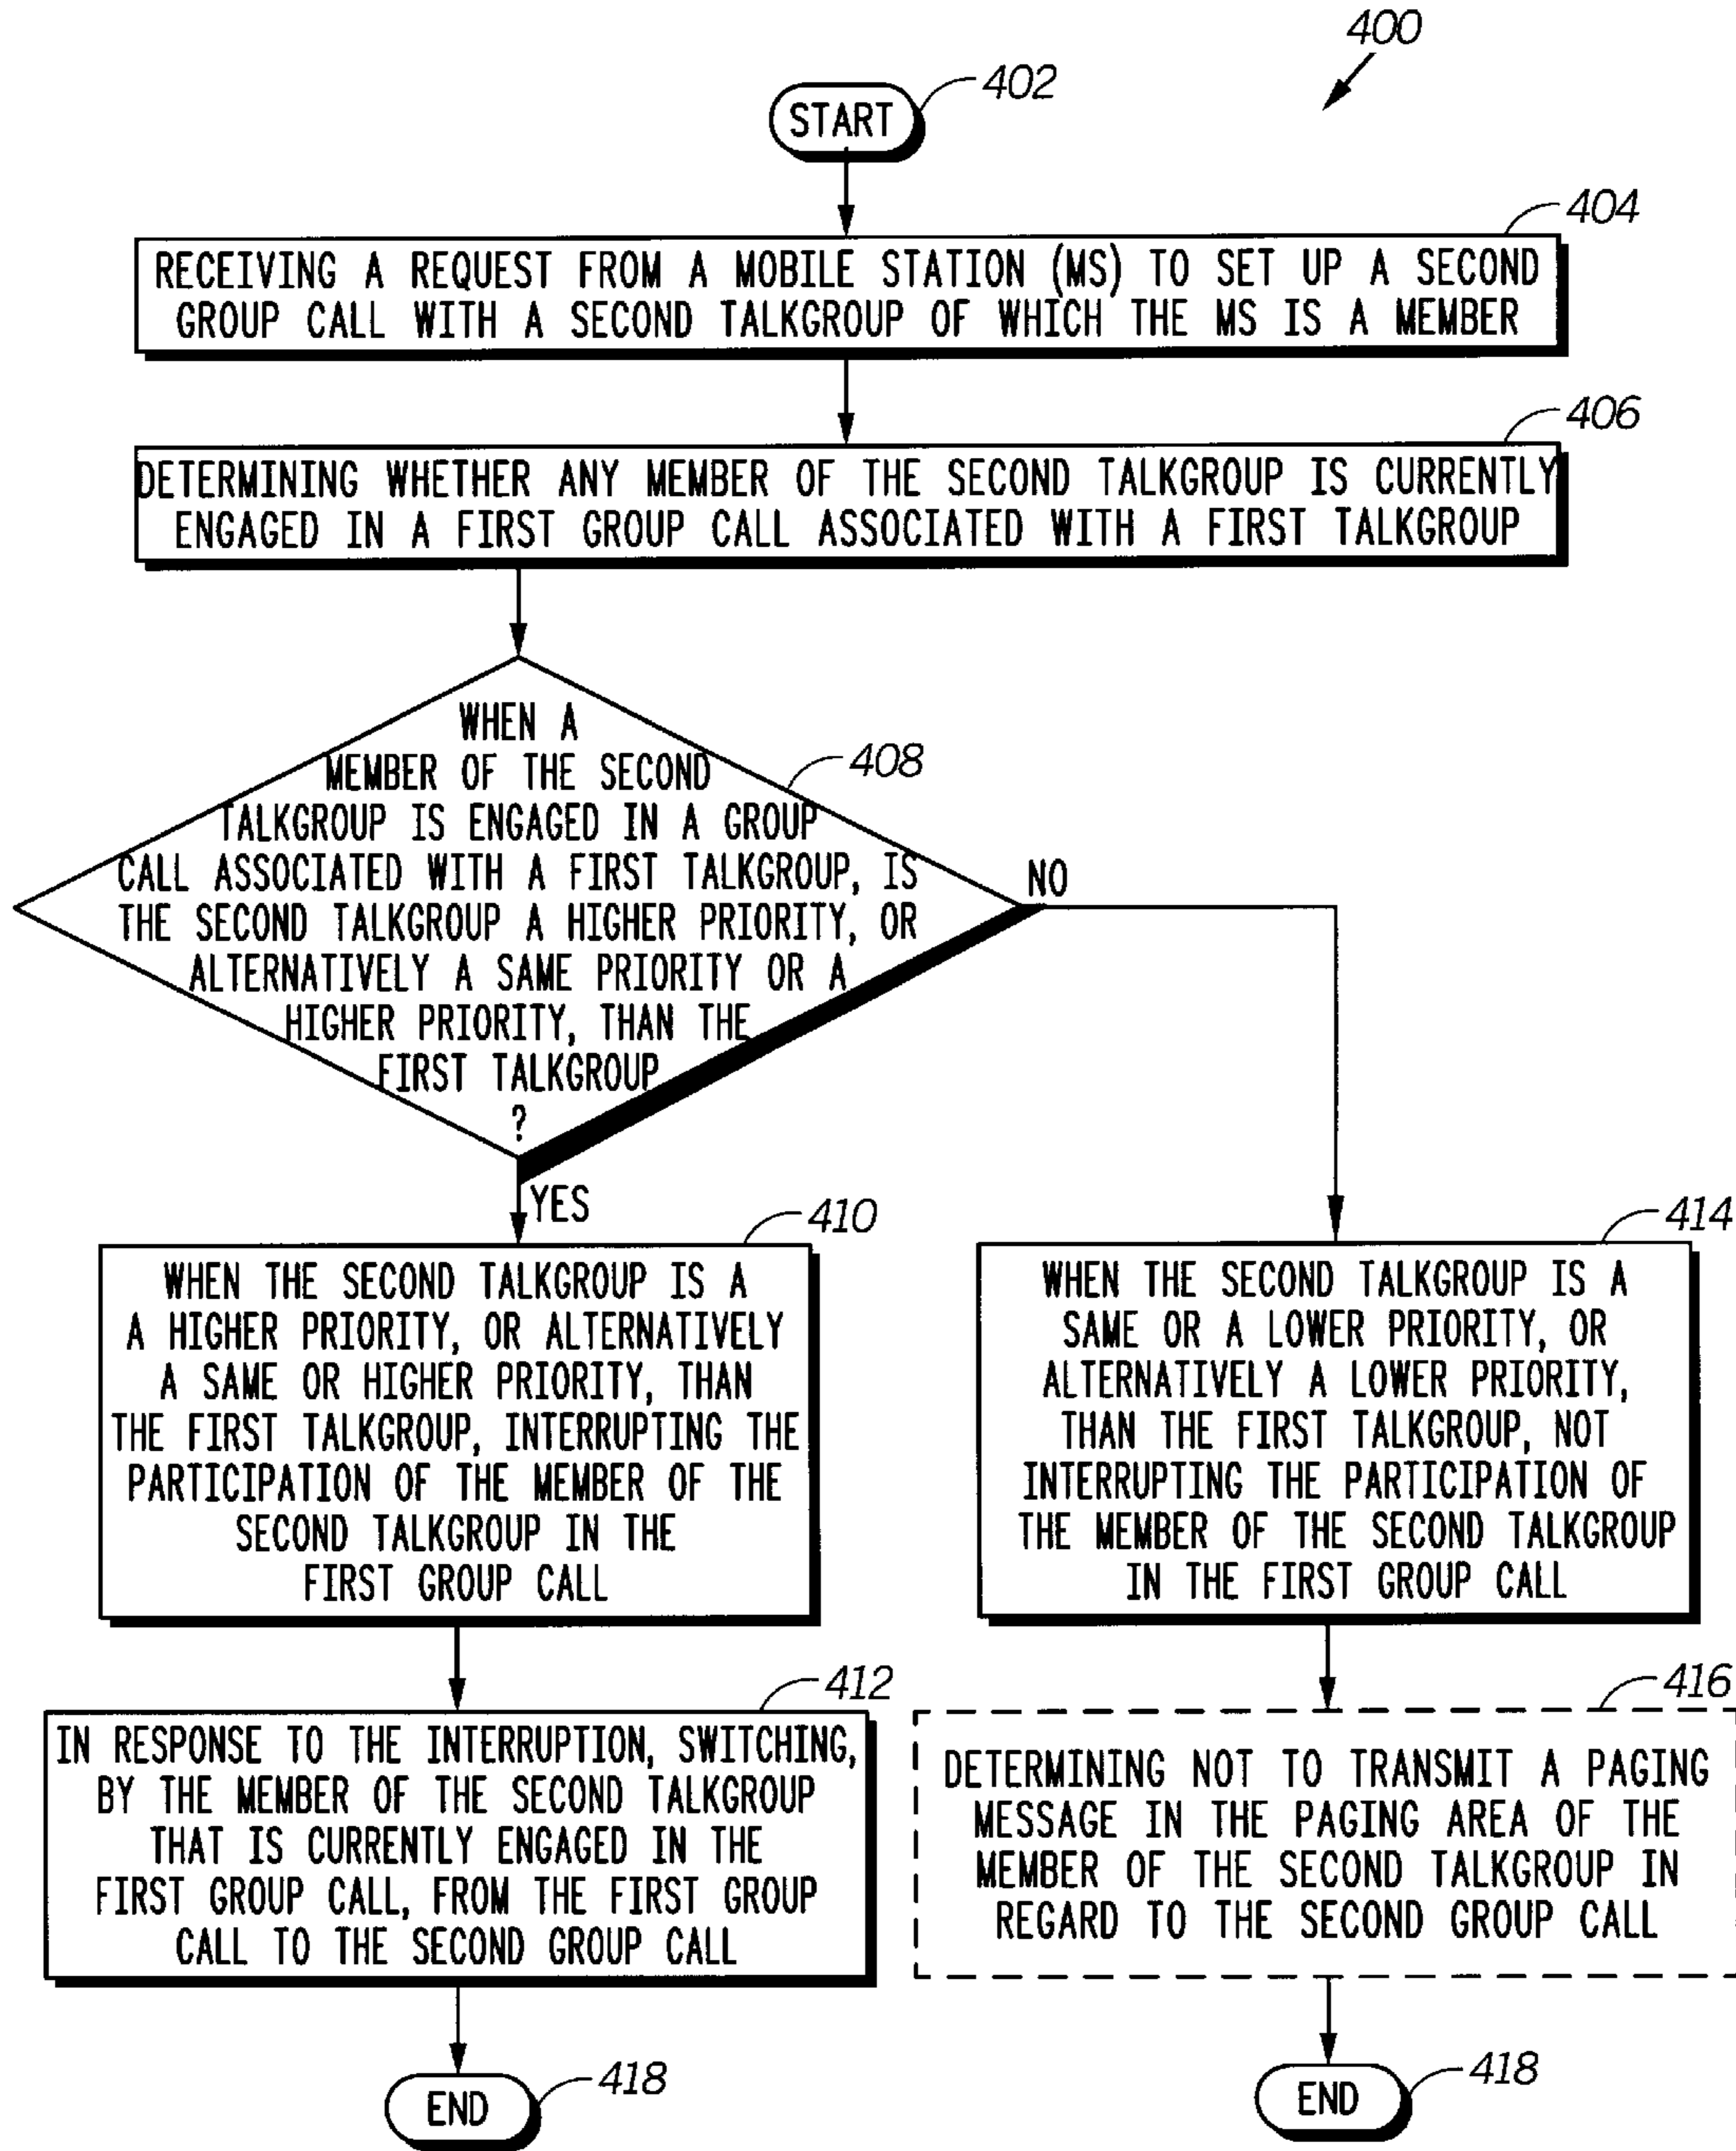 400
START
402
404
RECEIVING A REQUEST FROM A MOBILE STATION (MS) TO SET UP A SECOND
GROUP CALL WITH A SECOND TALKGROUP OF WHICH THE MS IS A MEMBER
406
DETERMINING WHETHER ANY MEMBER OF THE SECOND TALKGROUP IS CURRENTLY
ENGAGED IN A FIRST GROUP CALL ASSOCIATED WITH A FIRST TALKGROUP
WHEN A
MEMBER OF THE SECOND
TALKGROUP IS ENGAGED IN A GROUP
CALL ASSOCIATED WITH A FIRST TALKGROUP, IS
THE SECOND TALKGROUP A HIGHER PRIORITY, OR
ALTERNATIVELY A SAME PRIORITY OR A
HIGHER PRIORITY, THAN THE
FIRST TALKGROUP
?
408
NO
YES
410
WHEN THE SECOND TALKGROUP IS A
A HIGHER PRIORITY, OR ALTERNATIVELY
A SAME OR HIGHER PRIORITY, THAN
THE FIRST TALKGROUP, INTERRUPTING THE
PARTICIPATION OF THE MEMBER OF THE
SECOND TALKGROUP IN THE
FIRST GROUP CALL
414
WHEN THE SECOND TALKGROUP IS A
SAME OR A LOWER PRIORITY, OR
ALTERNATIVELY A LOWER PRIORITY,
THAN THE FIRST TALKGROUP, NOT
INTERRUPTING THE PARTICIPATION OF
THE MEMBER OF THE SECOND TALKGROUP
IN THE FIRST GROUP CALL
412
IN RESPONSE TO THE INTERRUPTION, SWITCHING,
BY THE MEMBER OF THE SECOND TALKGROUP
THAT IS CURRENTLY ENGAGED IN THE
FIRST GROUP CALL, FROM THE FIRST GROUP
CALL TO THE SECOND GROUP CALL
416
DETERMINING NOT TO TRANSMIT A PAGING
MESSAGE IN THE PAGING AREA OF THE
MEMBER OF THE SECOND TALKGROUP IN
REGARD TO THE SECOND GROUP CALL
END
418
END
418